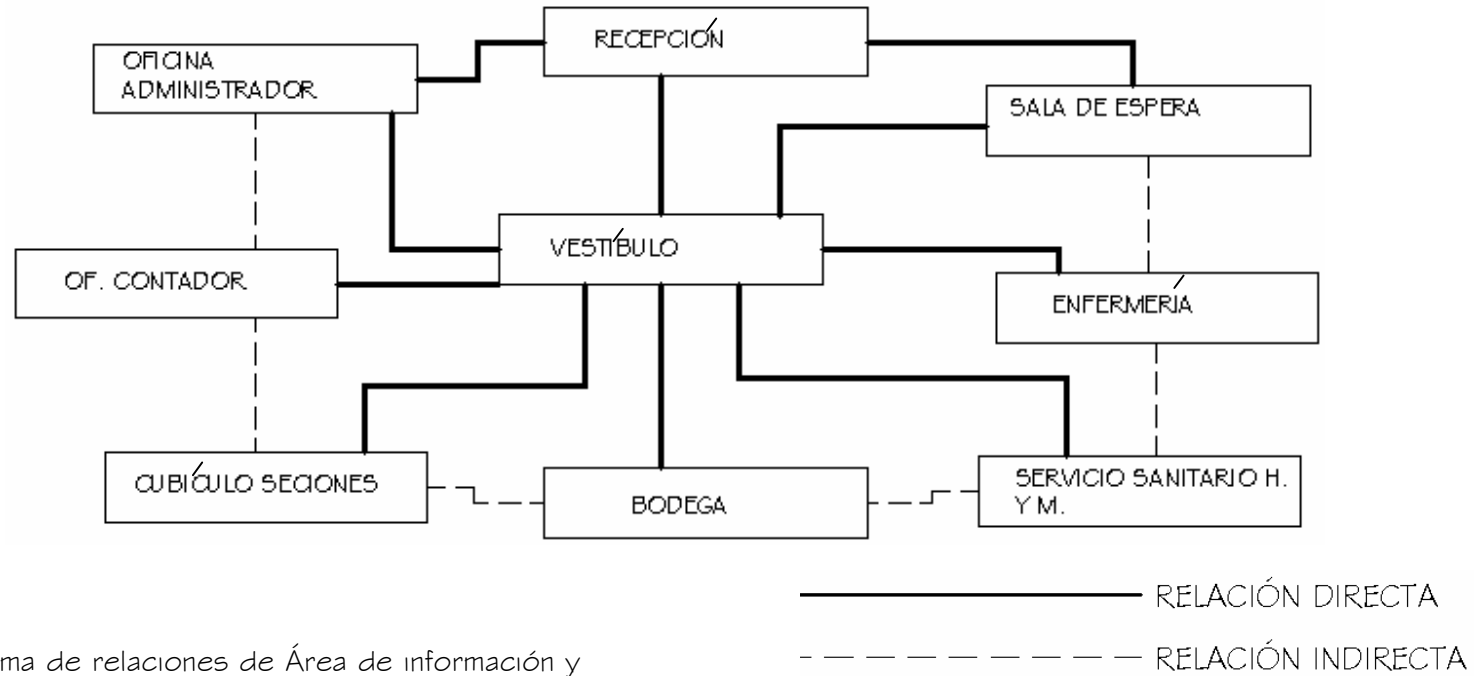 RECEPCIÓN
OFICINA
ADMINISTRADOR
SALA DE ESPERA
VESTÍBULO
OF. CONTADOR
ENFERMERÍA
CUBÍCULO SECIONES
BODEGA
SERVICIO SANITARIO H.
Y M.
RELACIÓN DIRECTA
ma de relaciones de Área de información y
RELACIÓN INDIRECTA